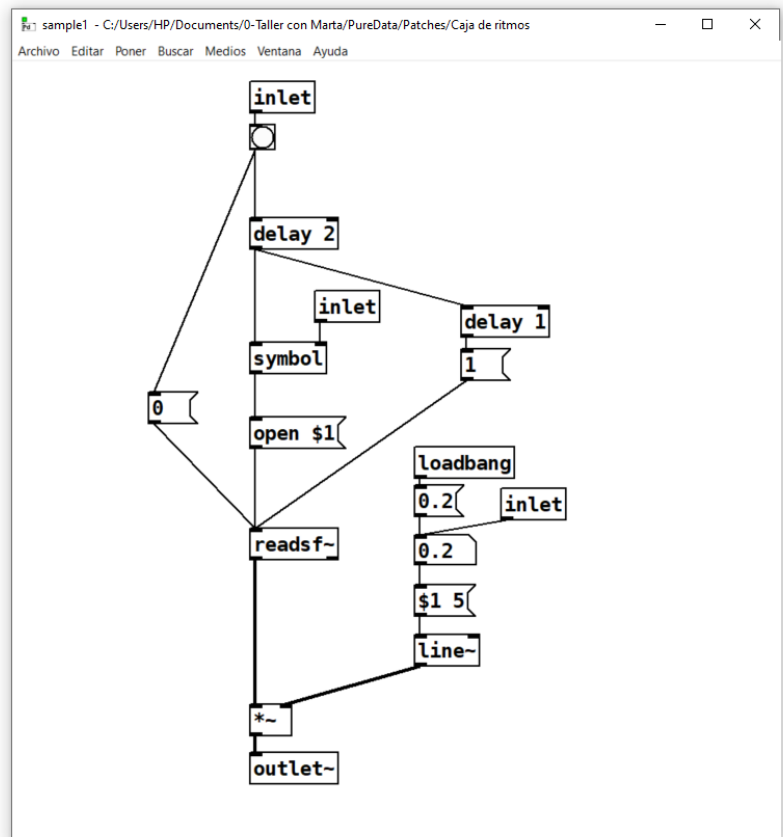 sample1 - C:/Users/HP/Documents/0-Taller con Marta/PureData/Patches/Caja de ritmos
Archivo Editar Poner Buscar Medios Ventana Ayuda
inlet
delay 2
inlet
delay 1
symbol
1
0
open $1
loadbang
0.2
inlet
readsf~
0.2
$1 5
line~
*~
outlet~